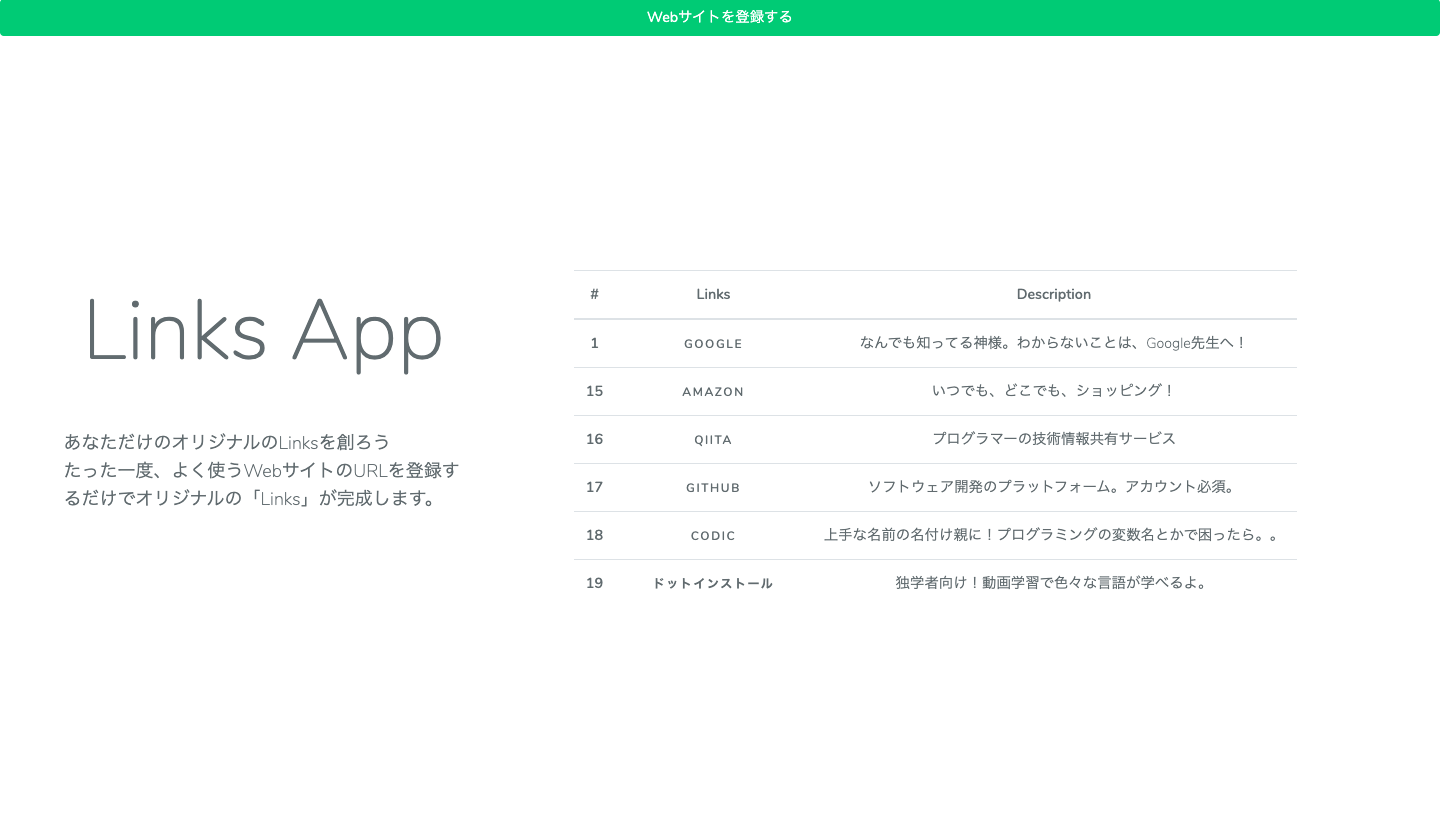 Webサイトを登録する
Links App
あなただけのオリジナルのLinksを創ろう
たった一度、よく使うWebサイトのURLを登録す
るだけでオリジナルの「Links」が完成します。
# Links Description
1 GOOGLE なんでも知ってる神様。わからないことは、Google先生へ！
15 AMAZON いつでも、どこでも、ショッピング！
16 QIITA プログラマーの技術情報共有サービス
17 GITHUB ソフトウェア開発のプラットフォーム。アカウント必須。
18 CODIC 上手な名前の名付け親に！プログラミングの変数名とかで困ったら。。
19 ドットインストール 独学者向け！動画学習で色々な言語が学べるよ。